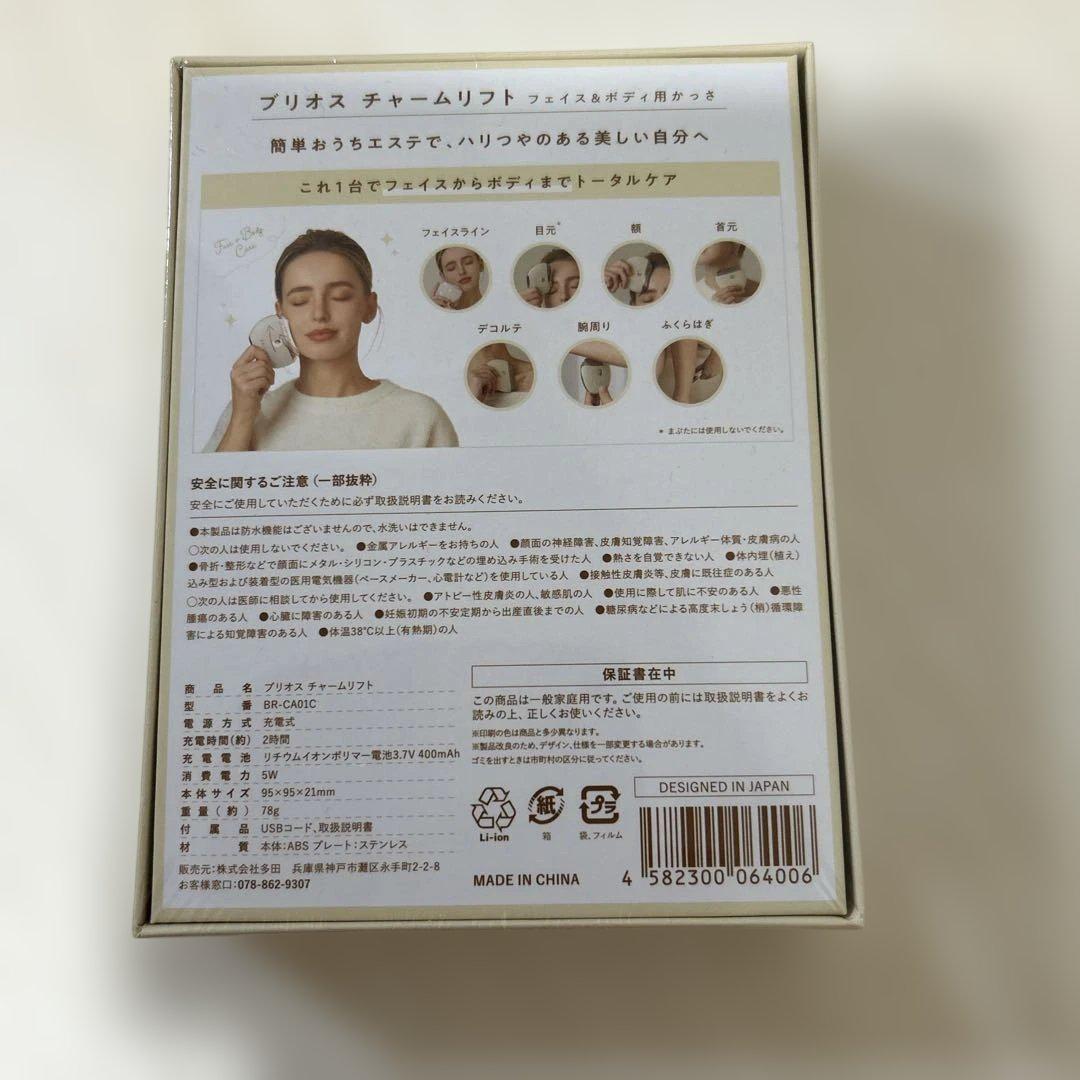 ブリオス チャームリフト フェイス&ボディ用かっさ
簡単おうちエステで、ハリつやのある美しい自分へ
これ1台でフェイスからボディまでトータルケア
Face & Body
Care
フェイスライン 目元* 額 首元
デコルテ 腕周り ふくらはぎ
* まぶたには使用しないでください。
安全に関するご注意(一部抜粋)
安全にご使用していただくために必ず取扱説明書をお読みください。
●本製品は防水機能はございませんので、水洗いはできません。
○次の人は使用しないでください。 ●金属アレルギーをお持ちの人 ●顔面の神経障害、皮膚知覚障害、アレルギー体質・皮膚病の人
●骨折・整形などで顔面にメタル・シリコン・プラスチックなどの埋め込み手術を受けた人 ●熱さを自覚できない人 ●体内埋(植え)
込み型および装着型の医用電気機器(ペースメーカー、心電計など)を使用している人 ●接触性皮膚炎等、皮膚に既往症のある人
○次の人は医師に相談してから使用してください。 ●アトピー性皮膚炎の人、敏感肌の人 ●使用に際して肌に不安のある人 ●悪性
腫瘍のある人 ●心臓に障害のある人 ●妊娠初期の不安定期から出産直後までの人 ●糖尿病などによる高度末しょう(梢)循環障
害による知覚障害のある人 ●体温38℃以上(有熱期)の人
商品名 ブリオス チャームリフト
型番 BR-CA01C
電源方式 充電式
充電時間(約) 2時間
充電電池 リチウムイオンポリマー電池3.7V 400mAh
消費電力 5W
本体サイズ 95×95×21mm
重量(約) 78g
付属品 USBコード、取扱説明書
材質 本体:ABS プレート:ステンレス
販売元:株式会社多田 兵庫県神戸市灘区永手町2-2-8
お客様窓口:078-862-9307
保証書在中
この商品は一般家庭用です。ご使用の前には取扱説明書をよくお
読みの上、正しくお使いください。
※印刷の色は商品と多少異なります。
※製品改良のため、デザイン、仕様を一部変更する場合があります。
ゴミを出すときは市町村の区分に従ってください。
Li-ion
紙
箱
プラ
袋、フィルム
DESIGNED IN JAPAN
MADE IN CHINA
4 582300 064006